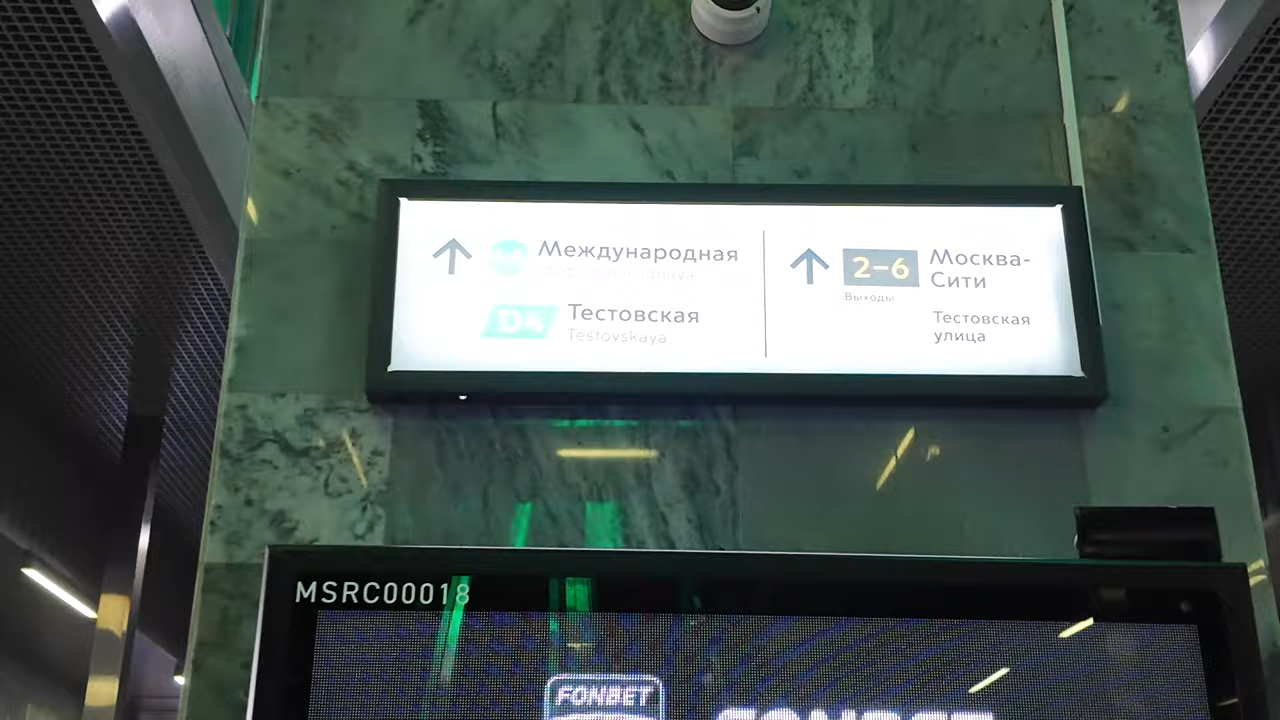 Международная
D4 Тестовская
Testovskaya
2–6 Москва-
Сити
Выходы
Тестовская
улица
MSRC00018
FONBET